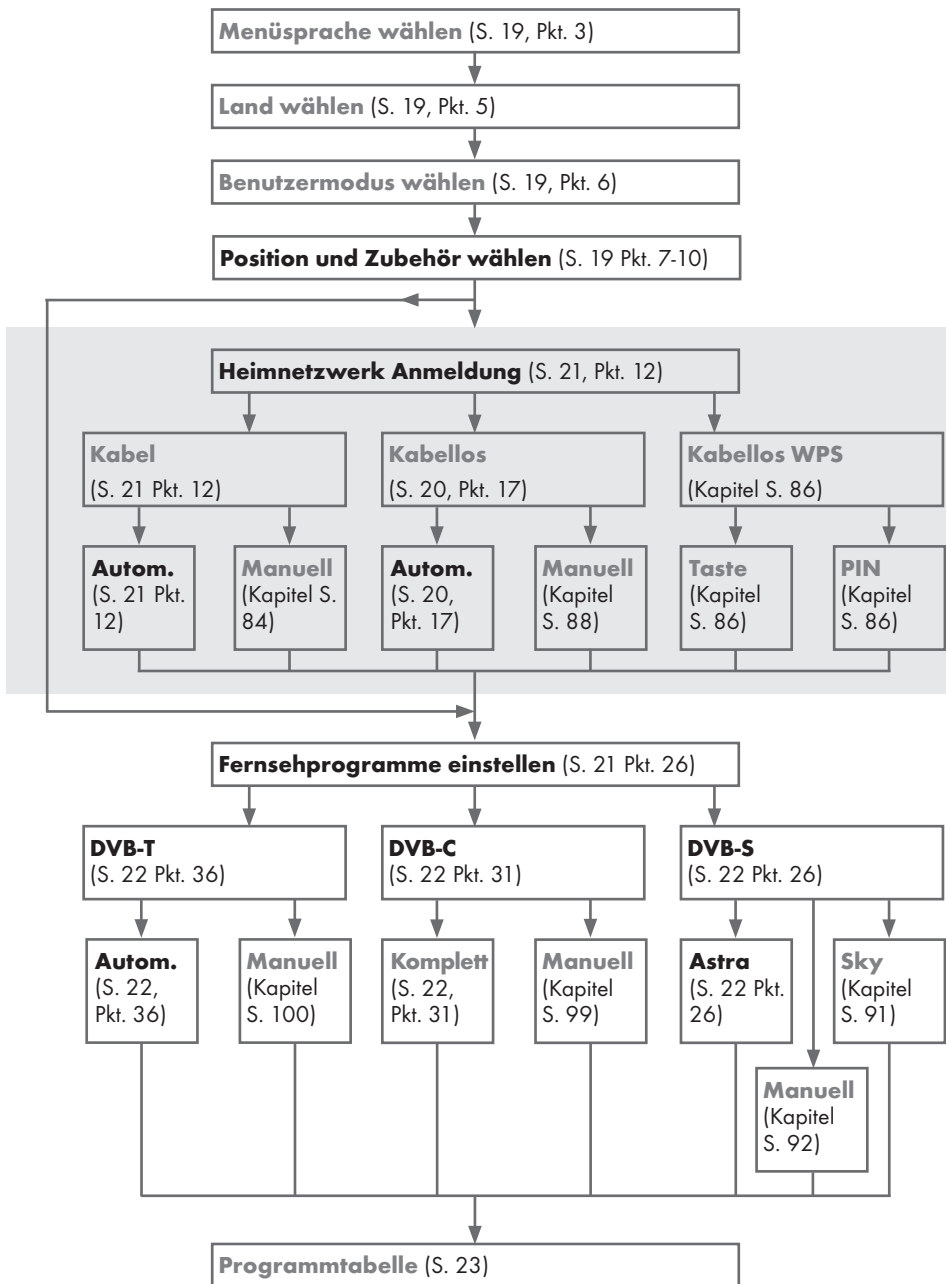 Menüsprache wählen (S. 19, Pkt. 3)
Land wählen (S. 19, Pkt. 5)
Benutzermodus wählen (S. 19, Pkt. 6)
Position und Zubehör wählen (S. 19 Pkt. 7-10)
Heimnetzwerk Anmeldung (S. 21, Pkt. 12)
Kabel
(S. 21 Pkt. 12)
Kabellos
(S. 20, Pkt. 17)
Kabellos WPS
(Kapitel S. 86)
Autom.
(S. 21 Pkt.
12)
Manuell
(Kapitel S.
84)
Autom.
(S. 20,
Pkt. 17)
Manuell
(Kapitel
S. 88)
Taste
(Kapitel
S. 86)
PIN
(Kapitel
S. 86)
Fernsehprogramme einstellen (S. 21 Pkt. 26)
DVB-T
(S. 22 Pkt. 36)
DVB-C
(S. 22 Pkt. 31)
DVB-S
(S. 22 Pkt. 26)
Autom.
(S. 22,
Pkt. 36)
Manuell
(Kapitel
S. 100)
Komplett
(S. 22,
Pkt. 31)
Manuell
(Kapitel
S. 99)
Astra
(S. 22 Pkt.
26)
Sky
(Kapitel
S. 91)
Manuell
(Kapitel
S. 92)
Programmtabelle (S. 23)